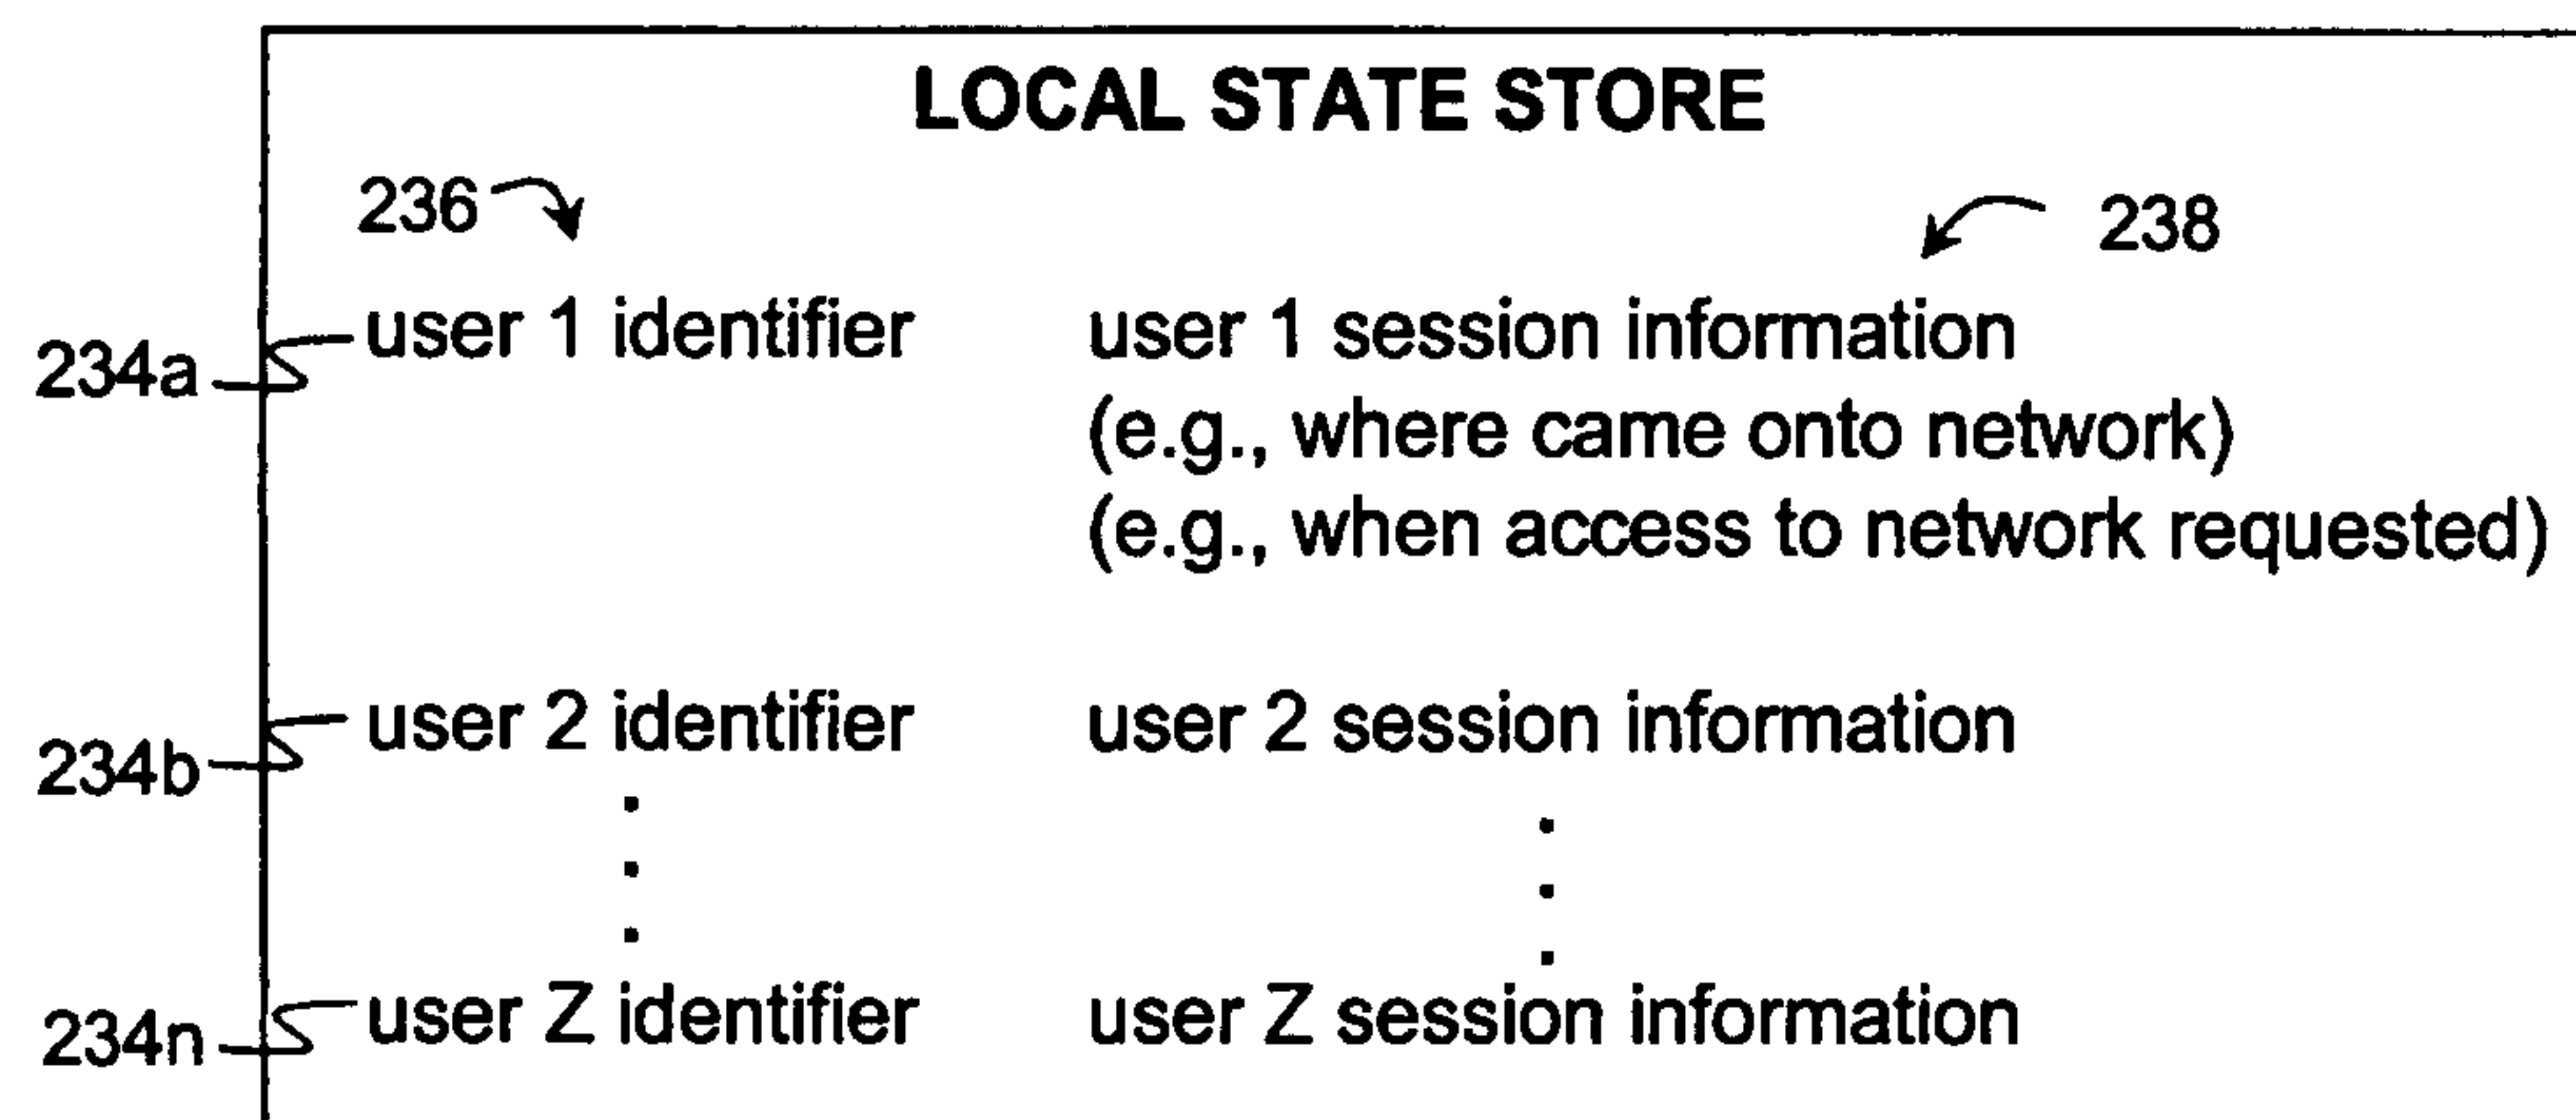 LOCAL STATE STORE
236
238
234a
user 1 identifier user 1 session information
(e.g., where came onto network)
(e.g., when access to network requested)
234b
user 2 identifier user 2 session information
234n
user Z identifier user Z session information